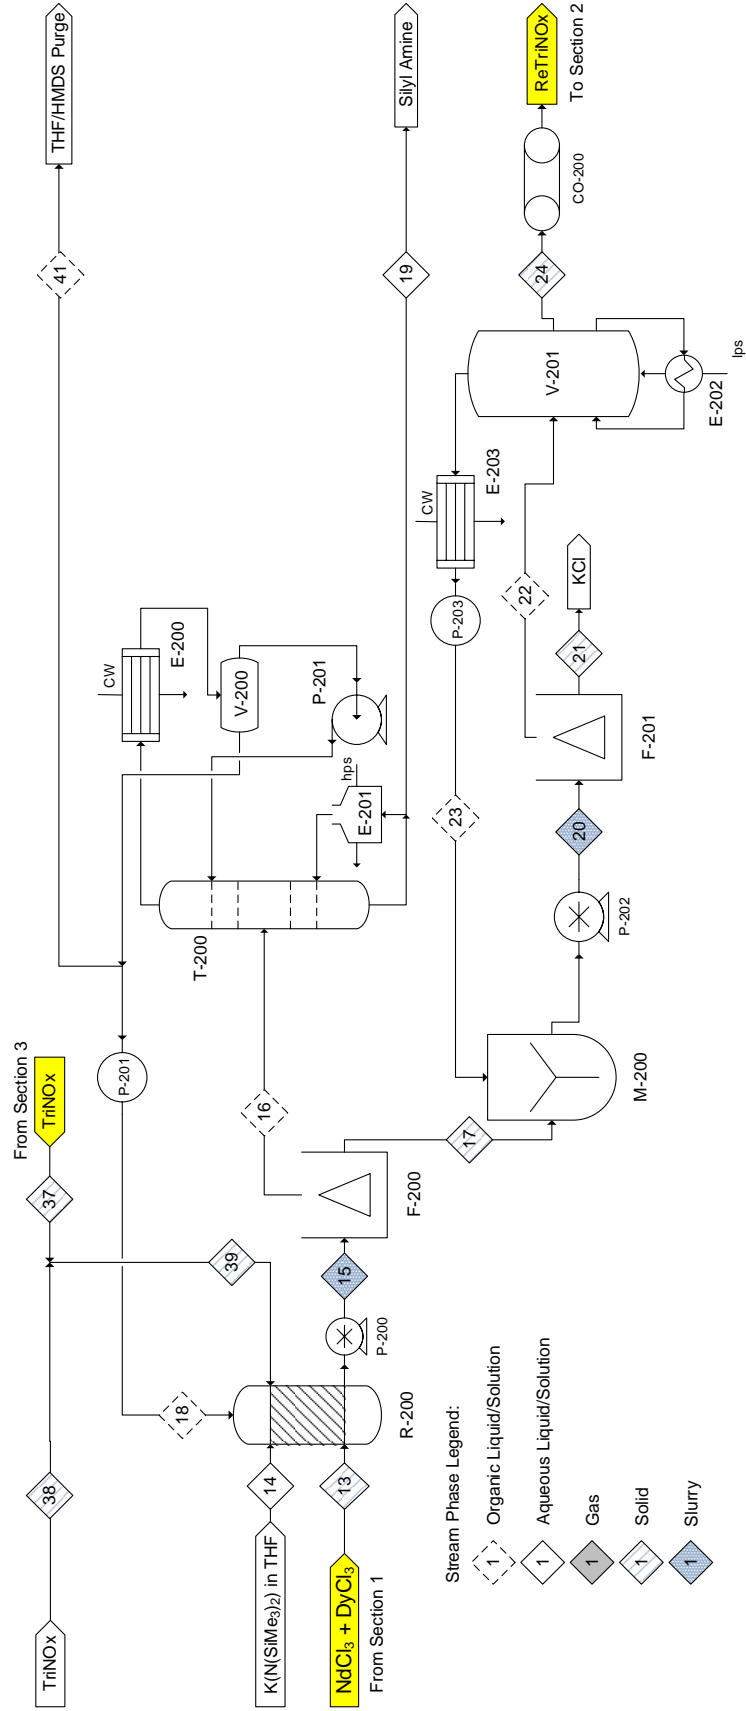 THF/HMDS Purge
41
Silyl Amine
19
ReTriNOx
To Section 2
CO-200
24
V-201
E-202
lps
CW
E-203
P-203
23
22
KCl
21
F-201
20
P-202
M-200
CW
E-200
V-200
P-201
hps
E-201
T-200
16
17
F-200
15
P-200
P-201
From Section 3
TriNOx
37
39
38
TriNOx
18
R-200
14
K(N(SiMe₃)₂) in THF
13
NdCl₃ + DyCl₃
From Section 1
Stream Phase Legend:
1 Organic Liquid/Solution
1 Aqueous Liquid/Solution
1 Gas
1 Solid
1 Slurry